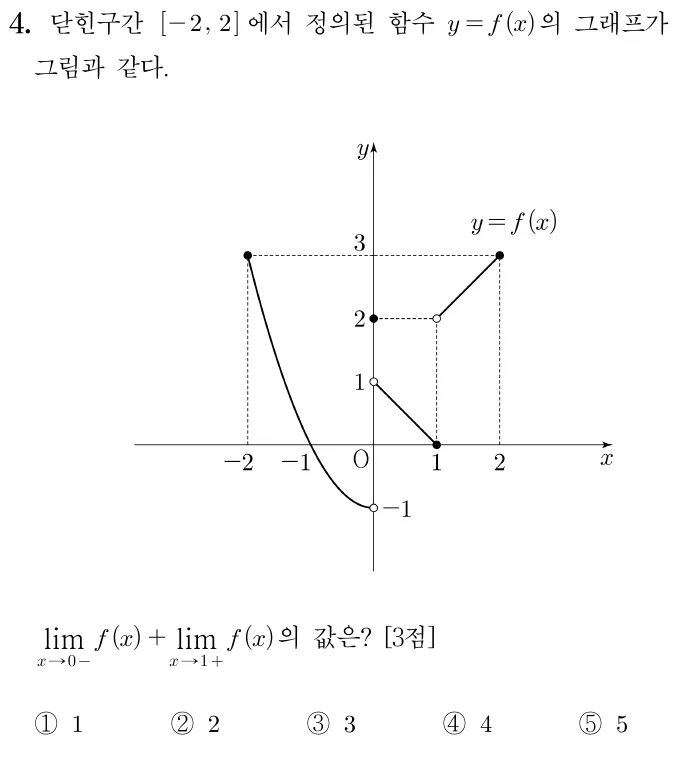 4. 닫힌구간 [−2, 2]에서 정의된 함수 y=f(x)의 그래프가
그림과 같다.
y
y=f(x)
3
2
1
−2 −1 O 1 2 x
−1
lim f(x)+lim f(x)의 값은? [3점]
x→0− x→1+
① 1 ② 2 ③ 3 ④ 4 ⑤ 5